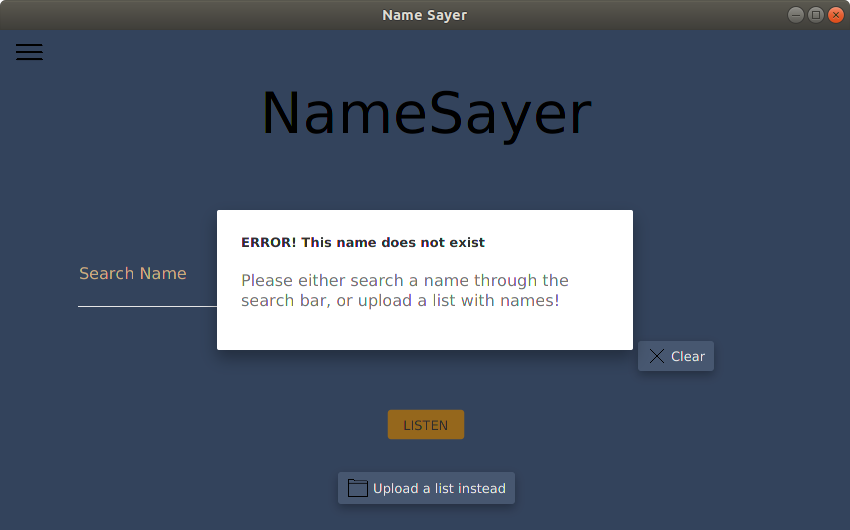 Name Sayer
NameSayer
ERROR! This name does not exist
Please either search a name through the
search bar, or upload a list with names!
Search Name
Clear
LISTEN
Upload a list instead